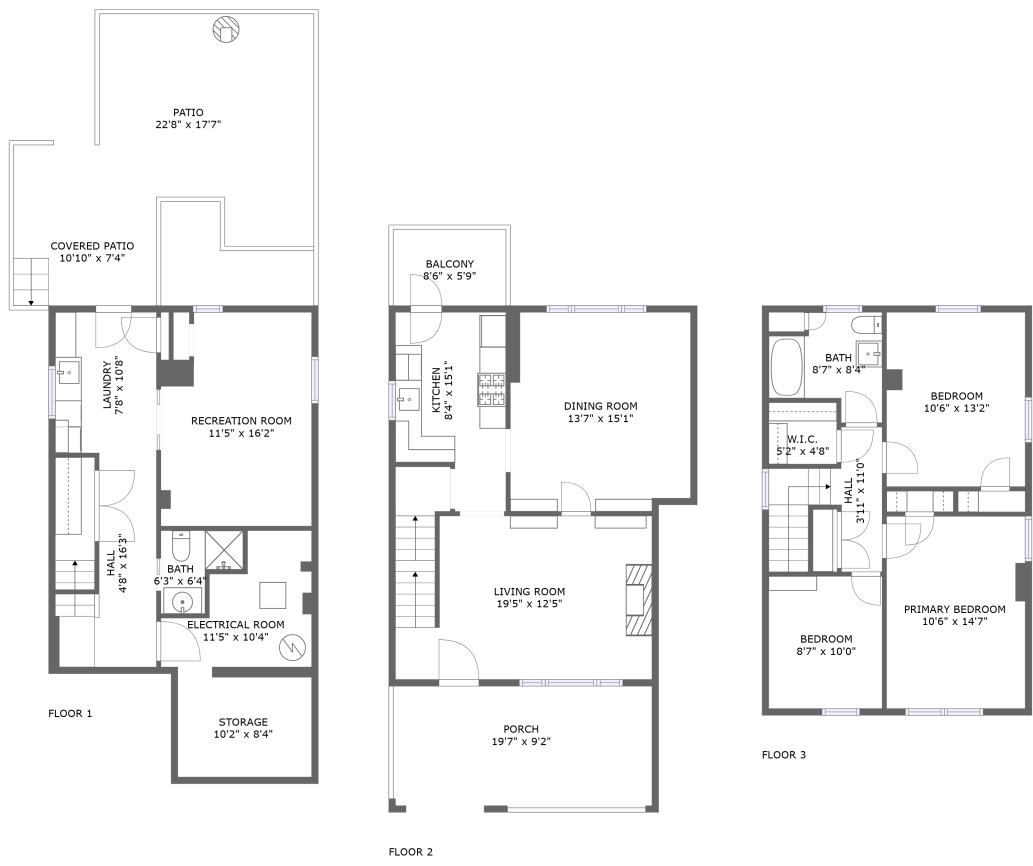 PATIO
22'8" x 17'7"
COVERED PATIO
10'10" x 7'4"
LAUNDRY
7'8" x 10'8"
RECREATION ROOM
11'5" x 16'2"
HALL
4'8" x 16'3"
BATH
6'3" x 6'4"
ELECTRICAL ROOM
11'5" x 10'4"
STORAGE
10'2" x 8'4"
FLOOR 1
BALCONY
8'6" x 5'9"
KITCHEN
8'4" x 15'1"
DINING ROOM
13'7" x 15'1"
LIVING ROOM
19'5" x 12'5"
PORCH
19'7" x 9'2"
FLOOR 2
BATH
8'7" x 8'4"
BEDROOM
10'6" x 13'2"
W.I.C.
5'2" x 4'8"
HALL
3'11" x 11'0"
PRIMARY BEDROOM
10'6" x 14'7"
BEDROOM
8'7" x 10'0"
FLOOR 3